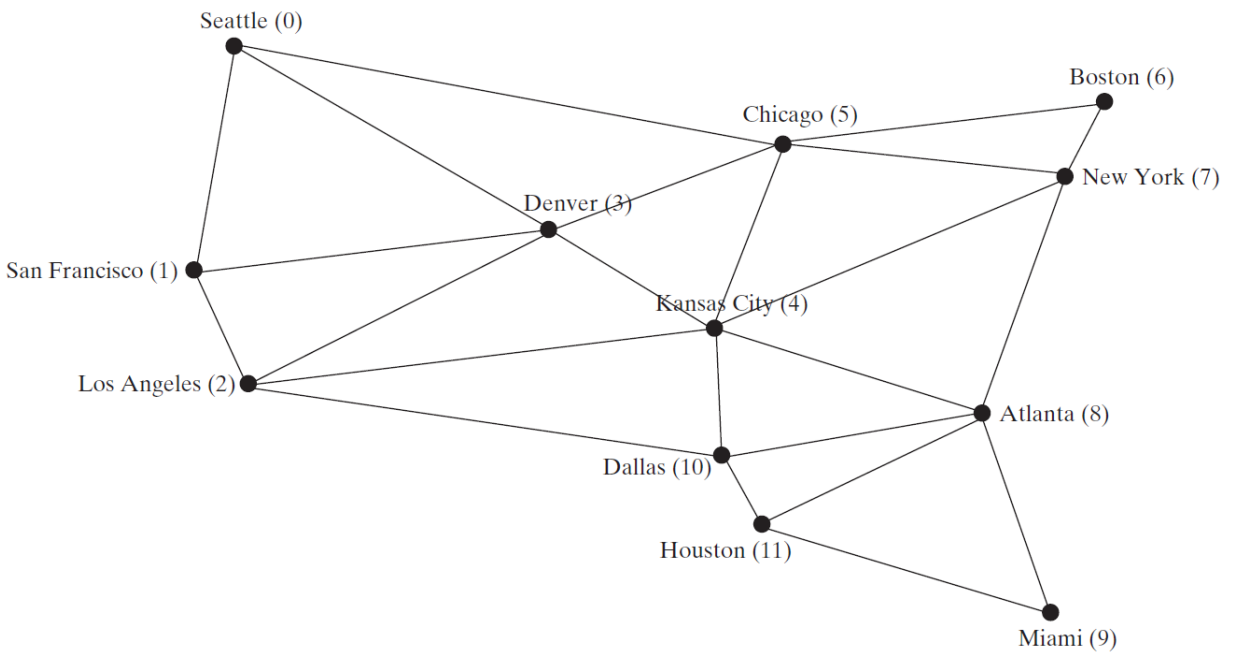 Seattle (0)
Boston (6)
Chicago (5)
New York (7)
Denver (3)
San Francisco (1)
Kansas City (4)
Los Angeles (2)
Atlanta (8)
Dallas (10)
Houston (11)
Miami (9)